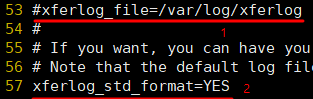 53 #xferlog_file=/var/log/xferlog
1
54 #
55 # If you want, you can have you
56 # Note that the default log file
57 xferlog_std_format=YES 2